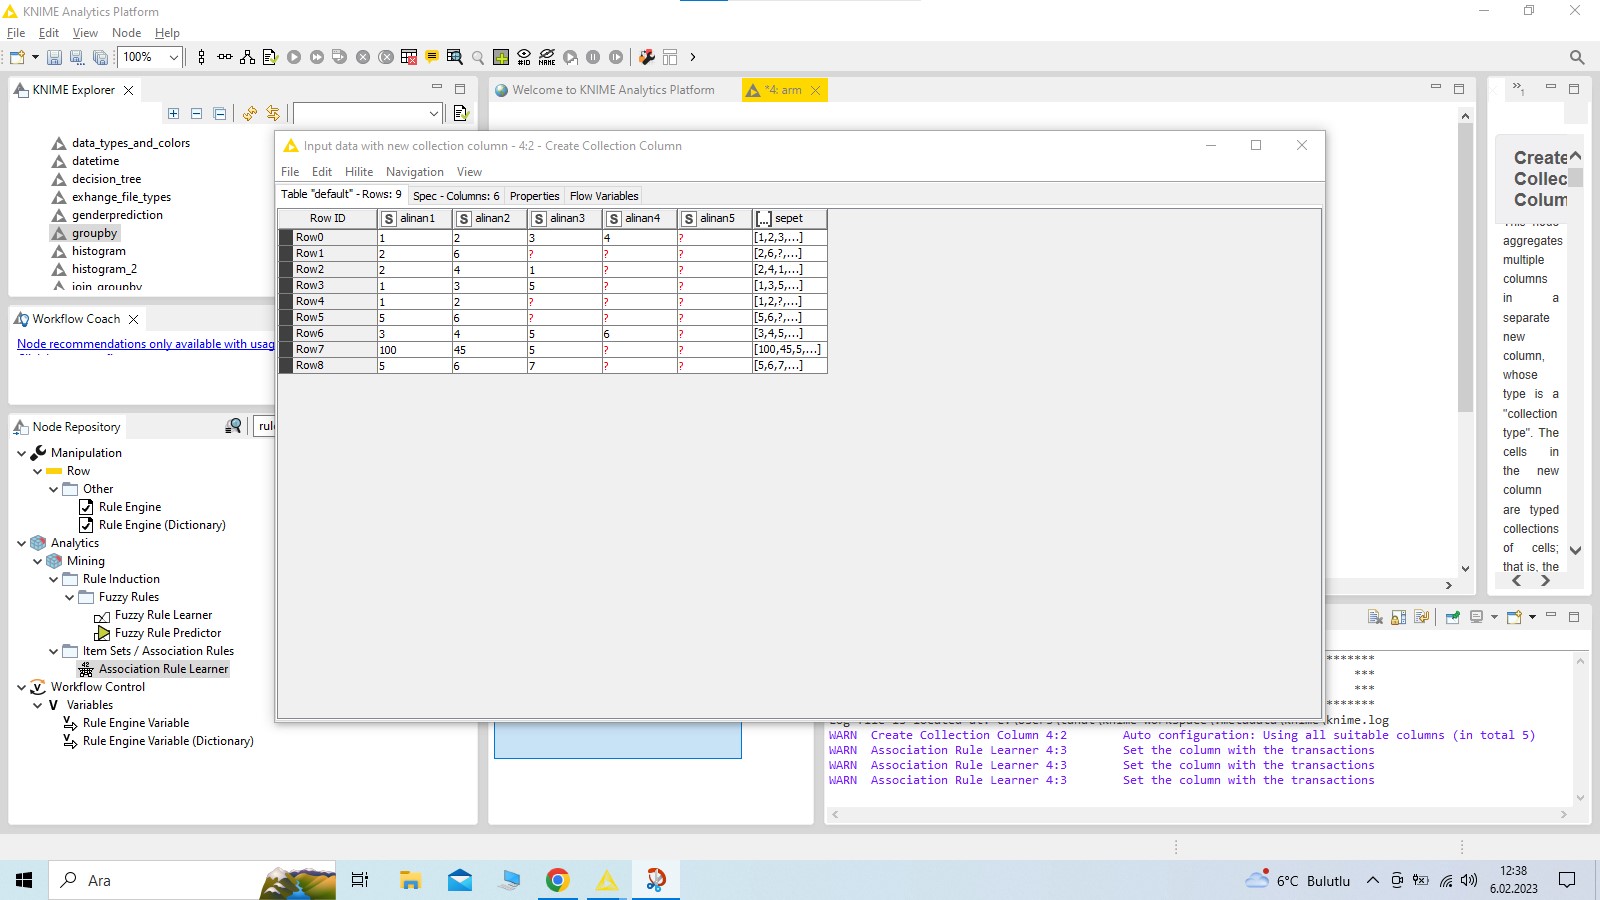 KNIME Analytics Platform
File Edit View Node Help
100%
#ID
NAME
KNIME Explorer
Welcome to KNIME Analytics Platform
*4: arm
»1
data_types_and_colors
datetime
decision_tree
exhange_file_types
genderprediction
groupby
histogram
histogram_2
join_groupby
Workflow Coach
Node recommendations only available with usag
Node Repository
rul
Manipulation
Row
Other
Rule Engine
Rule Engine (Dictionary)
Analytics
Mining
Rule Induction
Fuzzy Rules
Fuzzy Rule Learner
Fuzzy Rule Predictor
Item Sets / Association Rules
Association Rule Learner
Workflow Control
Variables
Rule Engine Variable
Rule Engine Variable (Dictionary)
Input data with new collection column - 4:2 - Create Collection Column
File Edit Hilite Navigation View
Table "default" - Rows: 9 Spec - Columns: 6 Properties Flow Variables
Row ID S alinan1 S alinan2 S alinan3 S alinan4 S alinan5 [...] sepet
Row0 1 2 3 4 ? [1,2,3,...]
Row1 2 6 ? ? ? [2,6,?,...]
Row2 2 4 1 ? ? [2,4,1,...]
Row3 1 3 5 ? ? [1,3,5,...]
Row4 1 2 ? ? ? [1,2,?,...]
Row5 5 6 ? ? ? [5,6,?,...]
Row6 3 4 5 6 ? [3,4,5,...]
Row7 100 45 5 ? ? [100,45,5,...]
Row8 5 6 7 ? ? [5,6,7,...]
Create
Collec
Colum
This node
aggregates
multiple
columns
in a
separate
new
column,
whose
type is a
"collection
type". The
cells in
the new
column
are typed
collections
of cells;
that is, the
*******
***
***
*******
knime.log
WARN Create Collection Column 4:2 Auto configuration: Using all suitable columns (in total 5)
WARN Association Rule Learner 4:3 Set the column with the transactions
WARN Association Rule Learner 4:3 Set the column with the transactions
WARN Association Rule Learner 4:3 Set the column with the transactions
Ara
6°C Bulutlu
12:38
6.02.2023